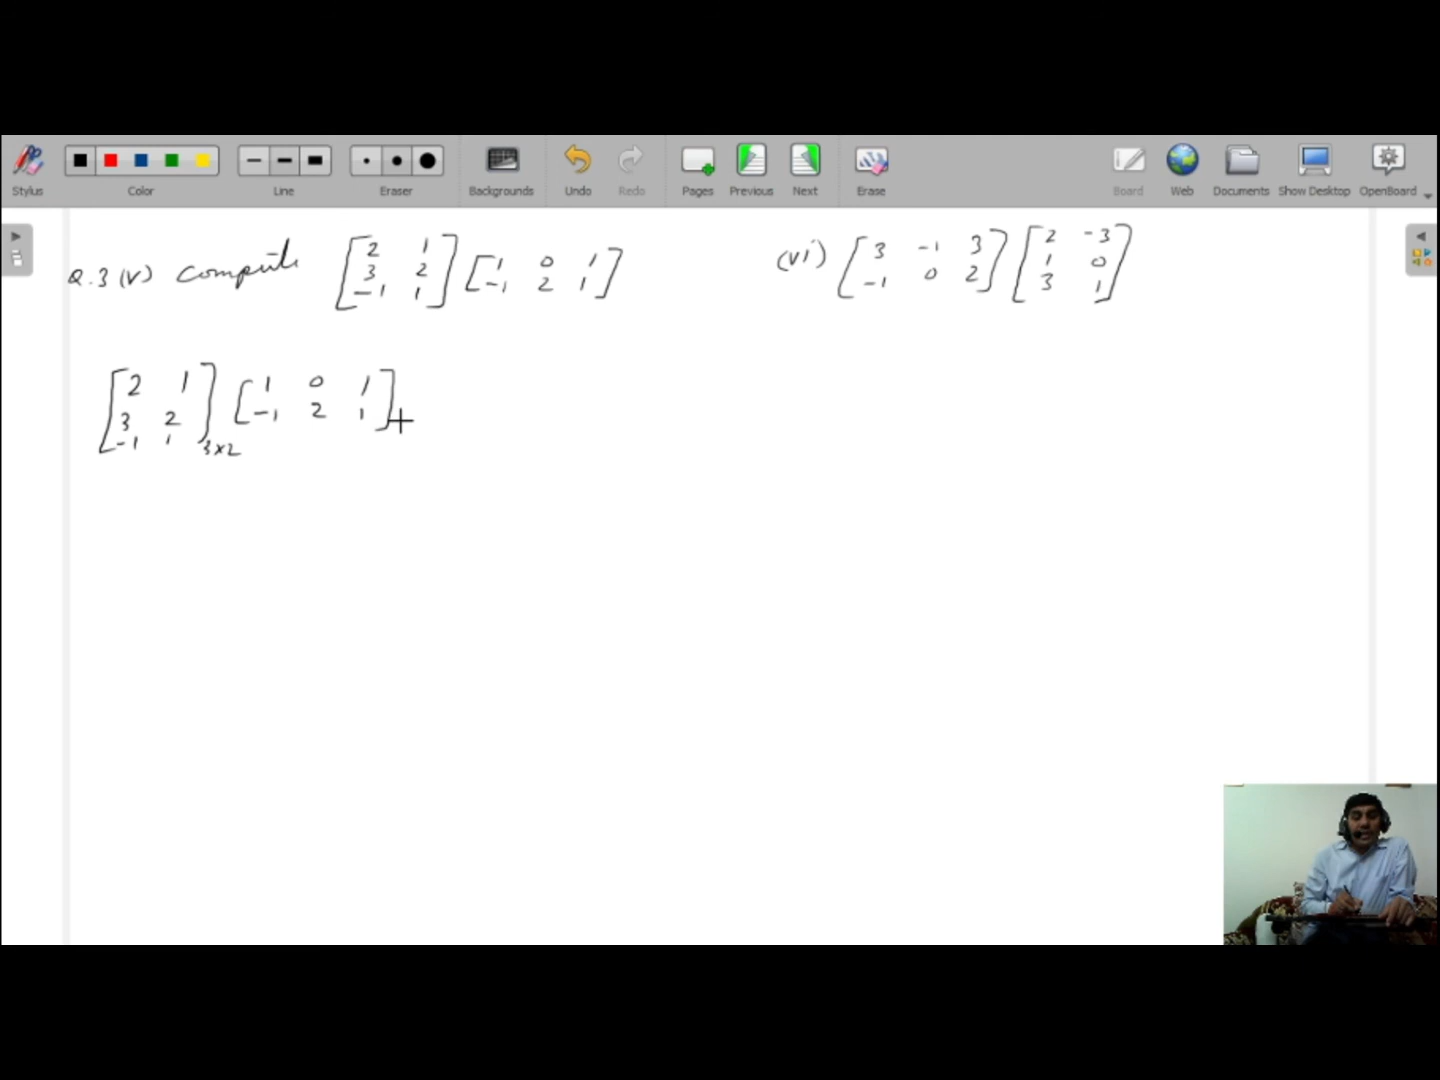 Stylus Color Line Eraser Backgrounds Undo Redo Pages Previous Next Erase Board Web Documents Show Desktop OpenBoard
Q.3 (v) Compute [2 1 [1 0 1 (vi) [3 -1 3 [2 -3
3 2 -1 2 1] -1 0 2] 1 0
-1 1] 3 1]
[2 1 [1 0 1
3 2 -1 2 1]
-1 1] 3×2